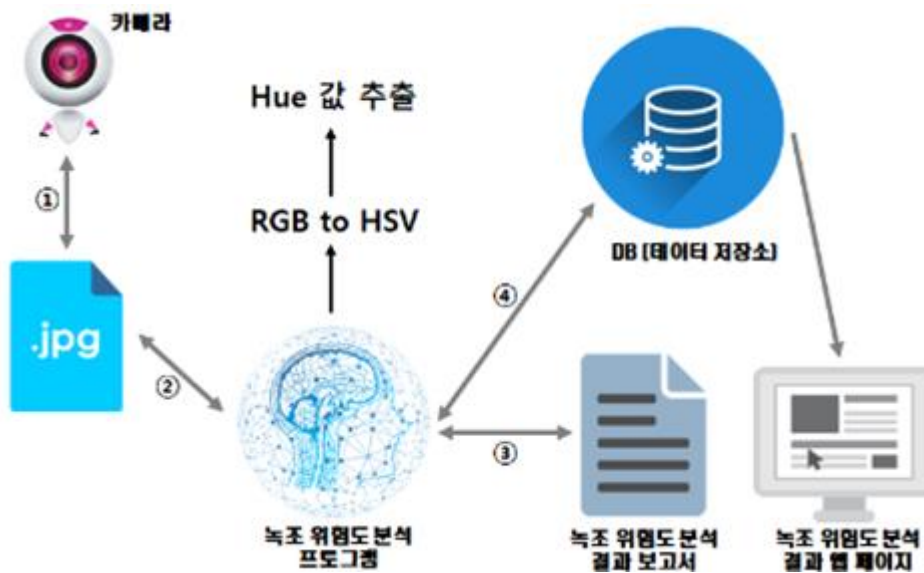 카메라
Hue 값 추출
①
RGB to HSV
DB (데이터 저장소)
.jpg
④
②
③
녹조 위험도 분석
프로그램
녹조 위험도 분석
결과 보고서
녹조 위험도 분석
결과 웹 페이지